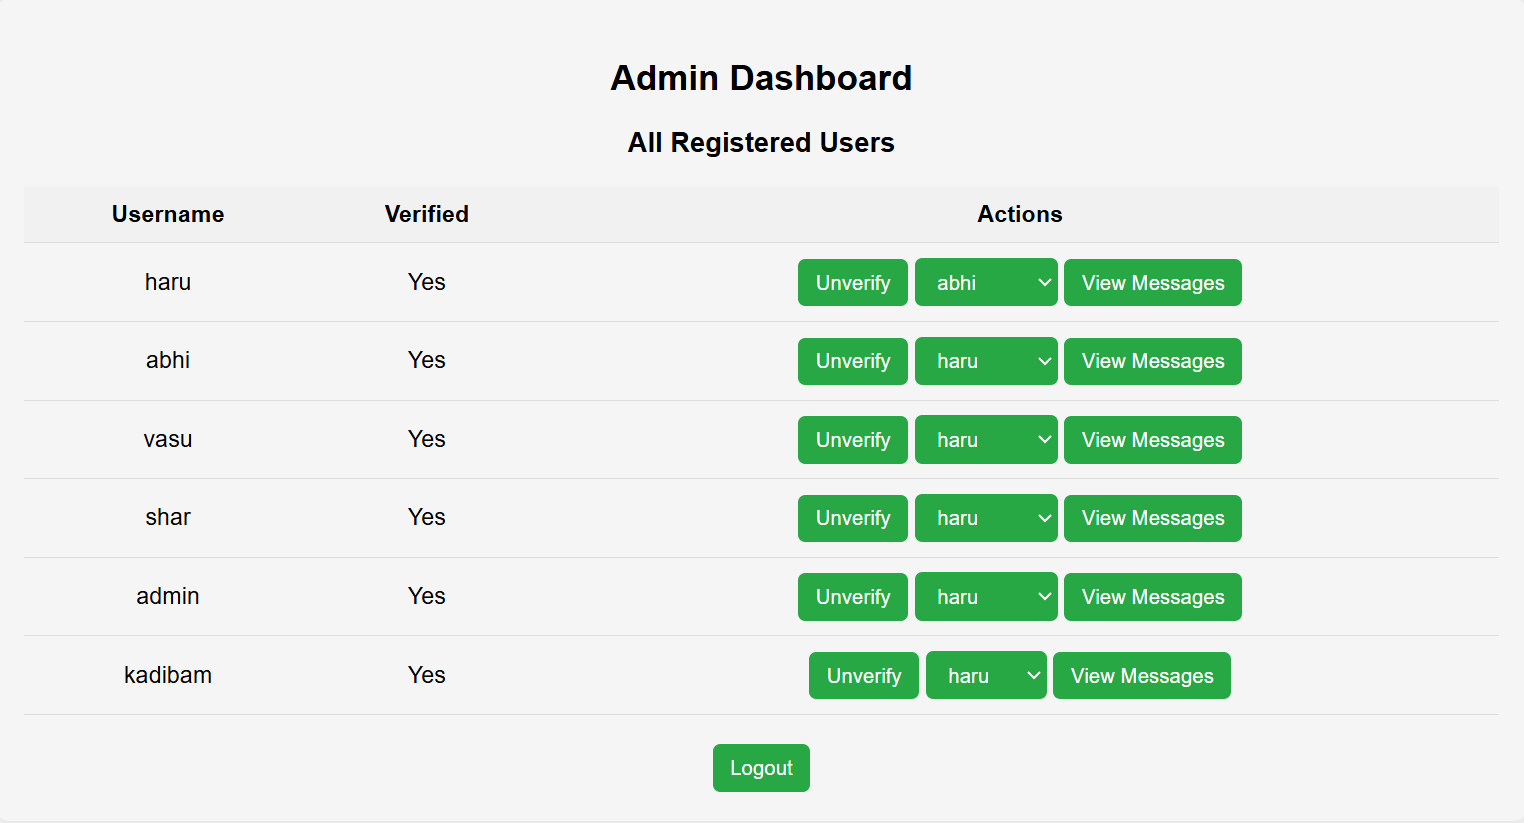 Admin Dashboard
All Registered Users
Username Verified Actions
haru Yes Unverify abhi View Messages
abhi Yes Unverify haru View Messages
vasu Yes Unverify haru View Messages
shar Yes Unverify haru View Messages
admin Yes Unverify haru View Messages
kadibam Yes Unverify haru View Messages
Logout